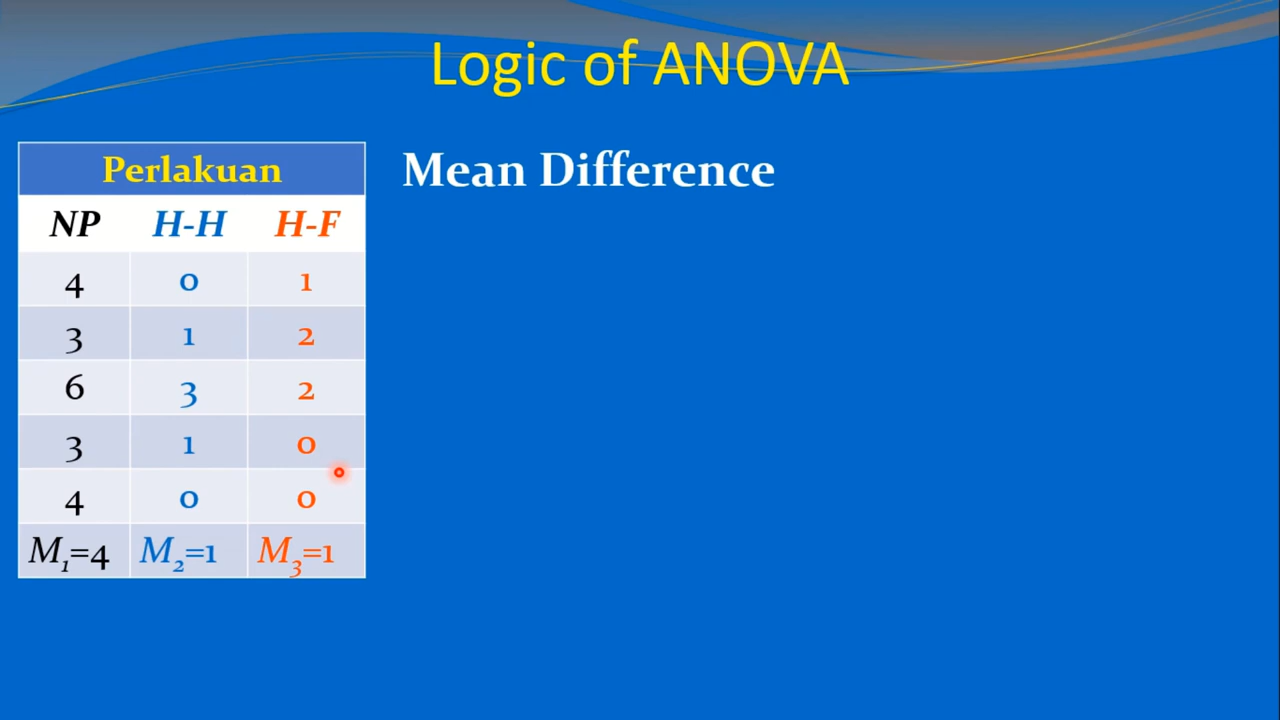 Logic of ANOVA
Perlakuan
NP H-H H-F
4 0 1
3 1 2
6 3 2
3 1 0
4 0 0
M₁=4 M₂=1 M₃=1
Mean Difference